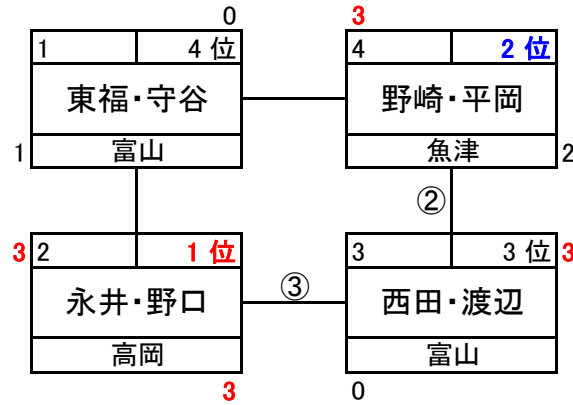 0 3
1 4位 4 2位
東福・守谷 野崎・平岡
1 富山 魚津 2
②
3 2 1位 3 3位 3
永井・野口 ③ 西田・渡辺
高岡 富山
3 0